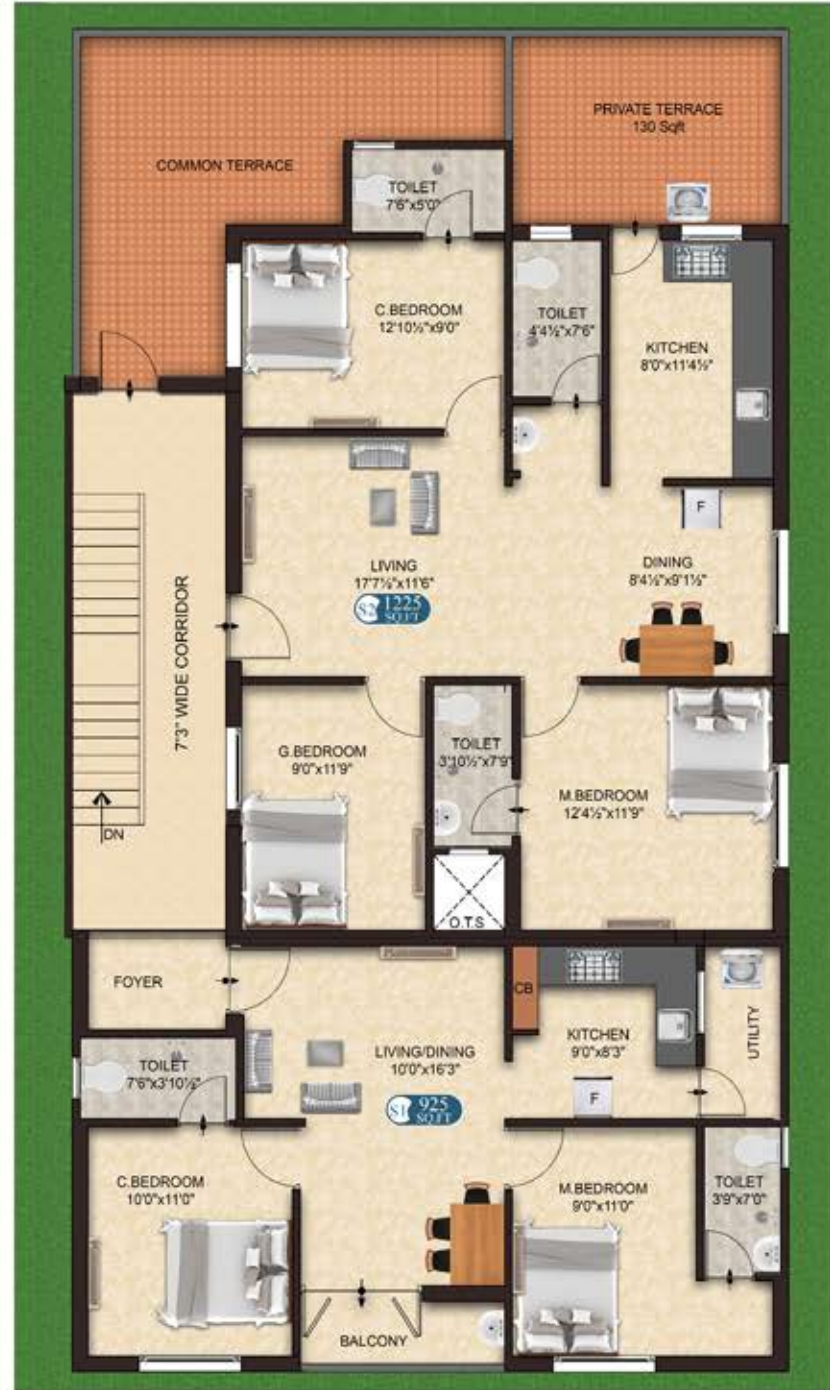 PRIVATE TERRACE
130 Sqft
COMMON TERRACE
TOILET
7'6"x5'0"
C.BEDROOM
12'10½"x9'0"
TOILET
4'4½"x7'6"
KITCHEN
8'0"x11'4½"
F
LIVING
17'7½"x11'6"
S2 1225
SQ.FT
DINING
8'4½"x9'1½"
7'3" WIDE CORRIDOR
DN
G.BEDROOM
9'0"x11'9"
TOILET
3'10½"x7'9"
M.BEDROOM
12'4½"x11'9"
O.T.S
FOYER
CB
KITCHEN
9'0"x8'3"
F
UTILITY
LIVING/DINING
10'0"x16'3"
S1 925
SQ.FT
TOILET
7'6"x3'10½"
C.BEDROOM
10'0"x11'0"
M.BEDROOM
9'0"x11'0"
TOILET
3'9"x7'0"
BALCONY